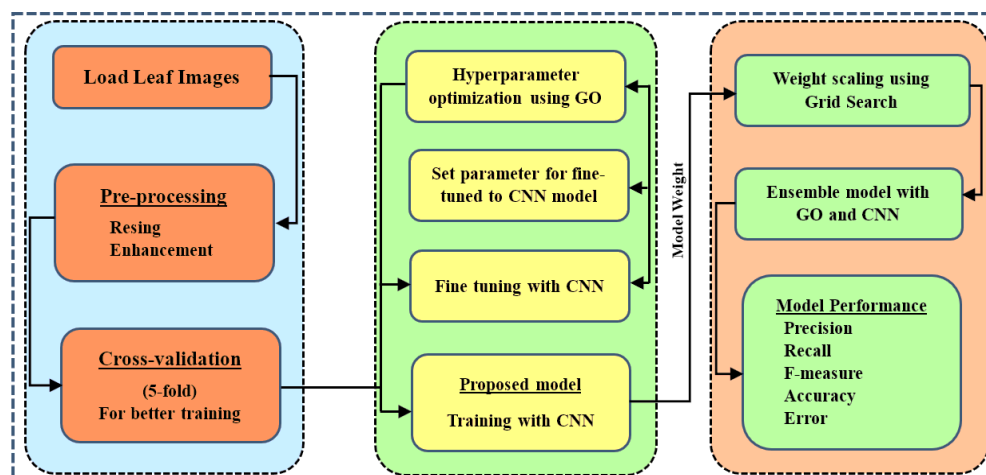 Load Leaf Images
Pre-processing
Resing
Enhancement
Cross-validation
(5-fold)
For better training
Hyperparameter
optimization using GO
Set parameter for fine-
tuned to CNN model
Fine tuning with CNN
Proposed model
Training with CNN
Model Weight
Weight scaling using
Grid Search
Ensemble model with
GO and CNN
Model Performance
Precision
Recall
F-measure
Accuracy
Error